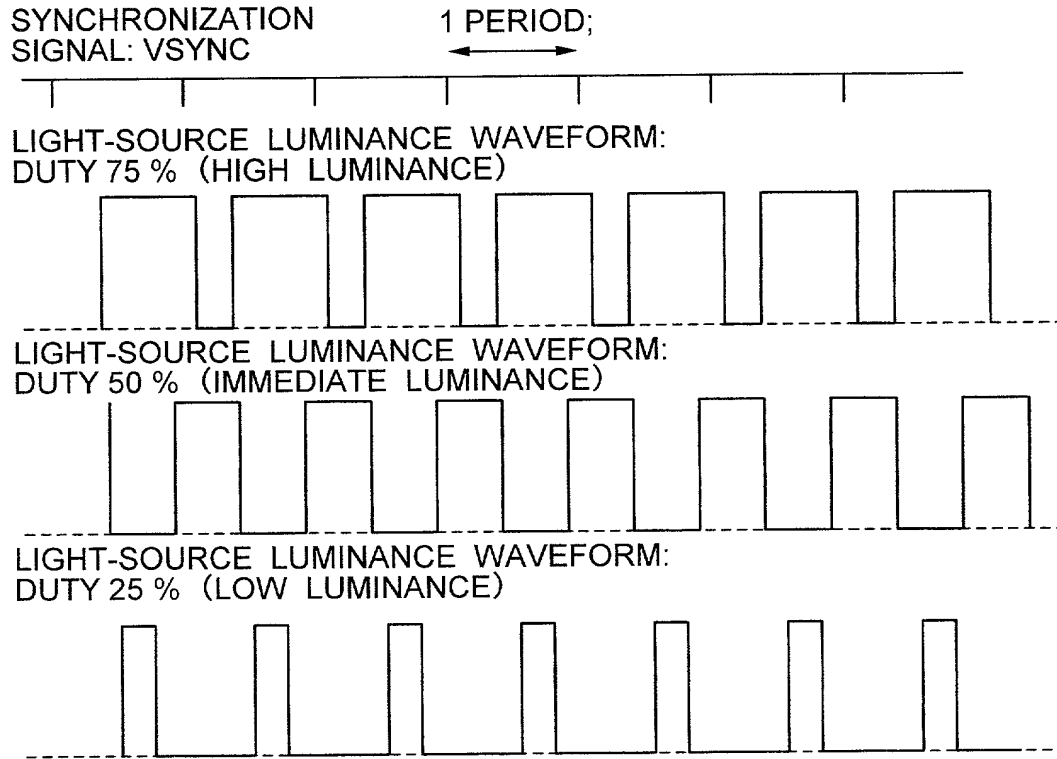 SYNCHRONIZATION
SIGNAL: VSYNC
1 PERIOD;
LIGHT-SOURCE LUMINANCE WAVEFORM:
DUTY 75 % (HIGH LUMINANCE)
LIGHT-SOURCE LUMINANCE WAVEFORM:
DUTY 50 % (IMMEDIATE LUMINANCE)
LIGHT-SOURCE LUMINANCE WAVEFORM:
DUTY 25 % (LOW LUMINANCE)